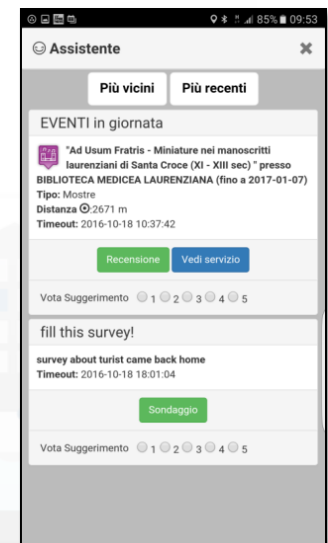 85% 09:53
Assistente
Più vicini Più recenti
EVENTI in giornata
"Ad Usum Fratris - Miniature nei manoscritti
laurenziani di Santa Croce (XI - XIII sec) " presso
BIBLIOTECA MEDICEA LAURENZIANA (fino a 2017-01-07)
Tipo: Mostre
Distanza :2671 m
Timeout: 2016-10-18 10:37:42
Recensione Vedi servizio
Vota Suggerimento 1 2 3 4 5
fill this survey!
survey about turist came back home
Timeout: 2016-10-18 18:01:04
Sondaggio
Vota Suggerimento 1 2 3 4 5